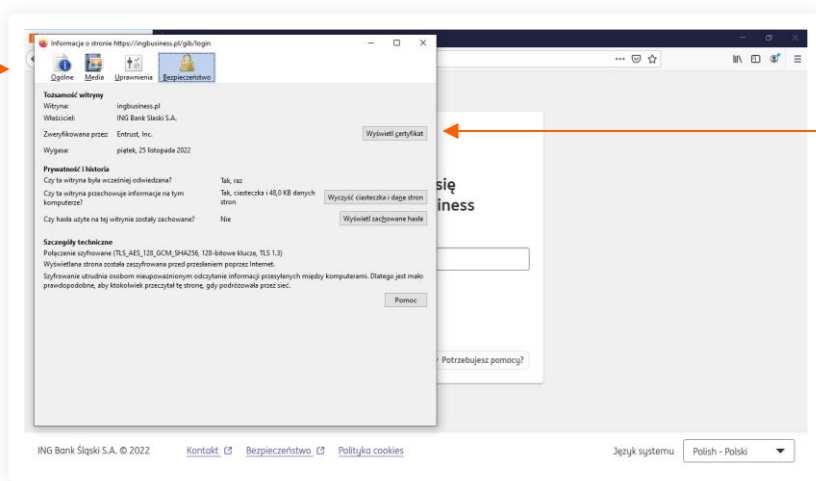 Informacje o stronie https://ingbusiness.pl/gib/login
Ogólne Media Uprawnienia Bezpieczeństwo
Tożsamość witryny
Witryna: ingbusiness.pl
Właściciel: ING Bank Slaski S.A.
Zweryfikowana przez: Entrust, Inc.
Wyświetl certyfikat
Wygasa: piątek, 25 listopada 2022
Prywatność i historia
Czy ta witryna była wcześniej odwiedzana? Tak, raz
Czy ta witryna przechowuje informacje na tym
komputerze?
Tak, ciasteczka i 48,0 KB danych
stron
Wyczyść ciasteczka i dane stron
Czy hasła użyte na tej witrynie zostały zachowane? Nie
Wyświetl zachowane hasła
Szczegóły techniczne
Połączenie szyfrowane (TLS_AES_128_GCM_SHA256, 128-bitowe klucze, TLS 1.3)
Wyświetlana strona została zaszyfrowana przed przesłaniem poprzez Internet.
Szyfrowanie utrudnia osobom nieupoważnionym odczytanie informacji przesyłanych między komputerami. Dlatego jest mało
prawdopodobne, aby ktokolwiek przeczytał tę stronę, gdy podróżowała przez sieć.
Pomoc
się
iness
Potrzebujesz pomocy?
ING Bank Śląski S.A. © 2022 Kontakt Bezpieczeństwo Polityka cookies Język systemu Polish - Polski